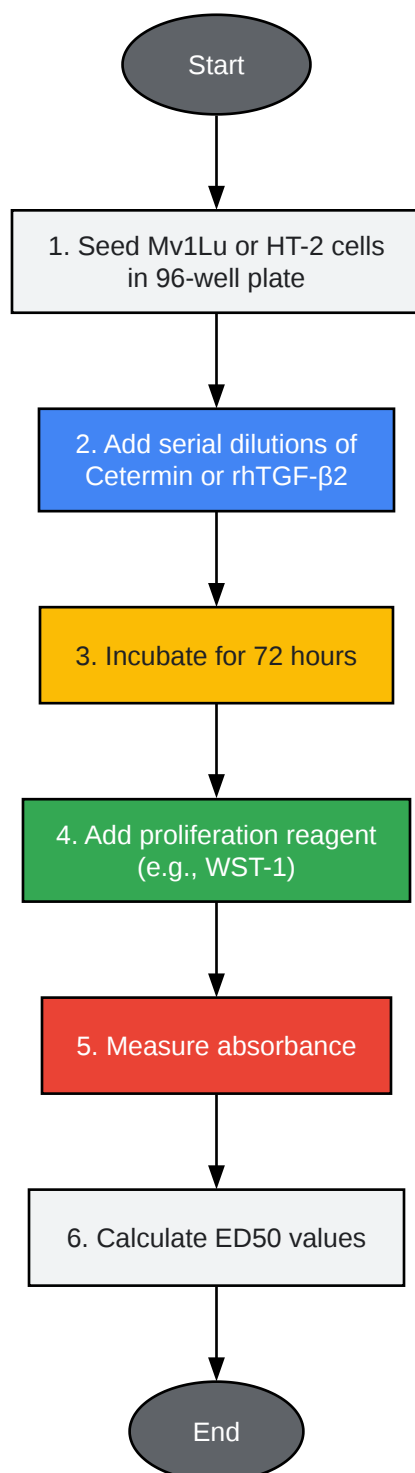 Start
1. Seed Mv1Lu or HT-2 cells
in 96-well plate
2. Add serial dilutions of
Cetermin or rhTGF-β2
3. Incubate for 72 hours
4. Add proliferation reagent
(e.g., WST-1)
5. Measure absorbance
6. Calculate ED50 values
End